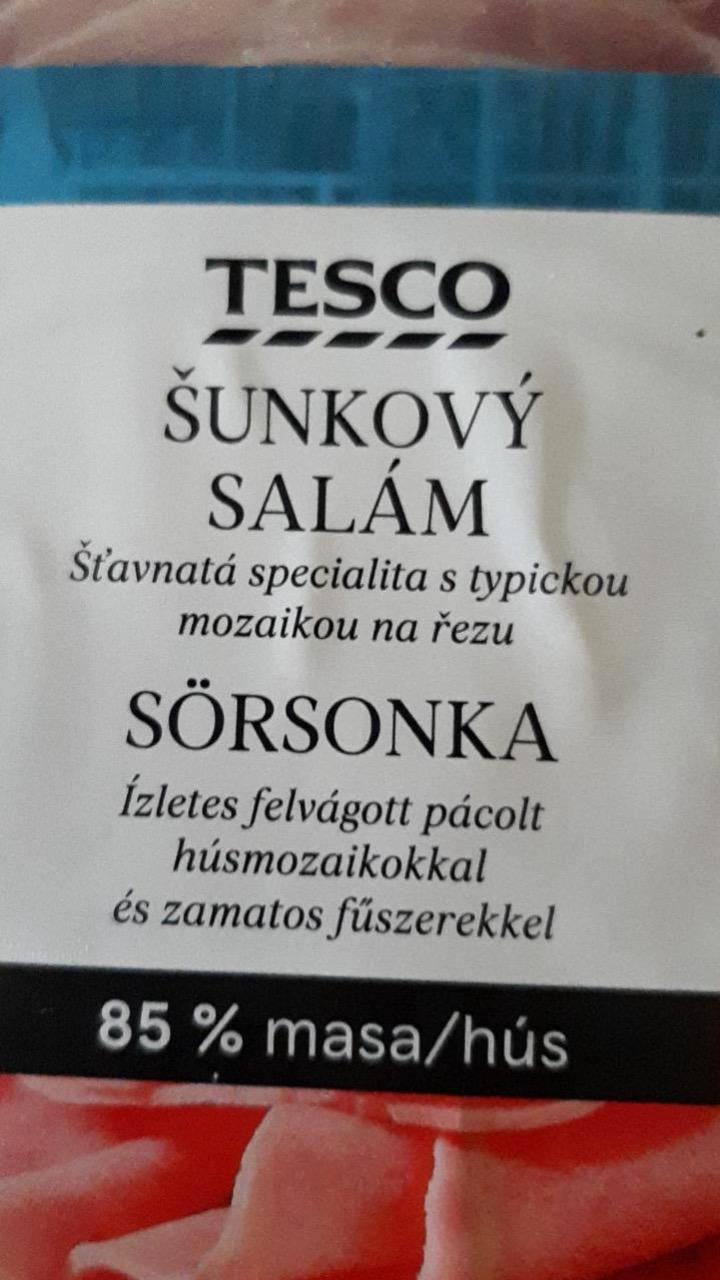 TESCO
ŠUNKOVÝ
SALÁM
Šťavnatá specialita s typickou
mozaikou na řezu
SÖRSONKA
Ízletes felvágott pácolt
húsmozaikokkal
és zamatos fűszerekkel
85 % masa/hús